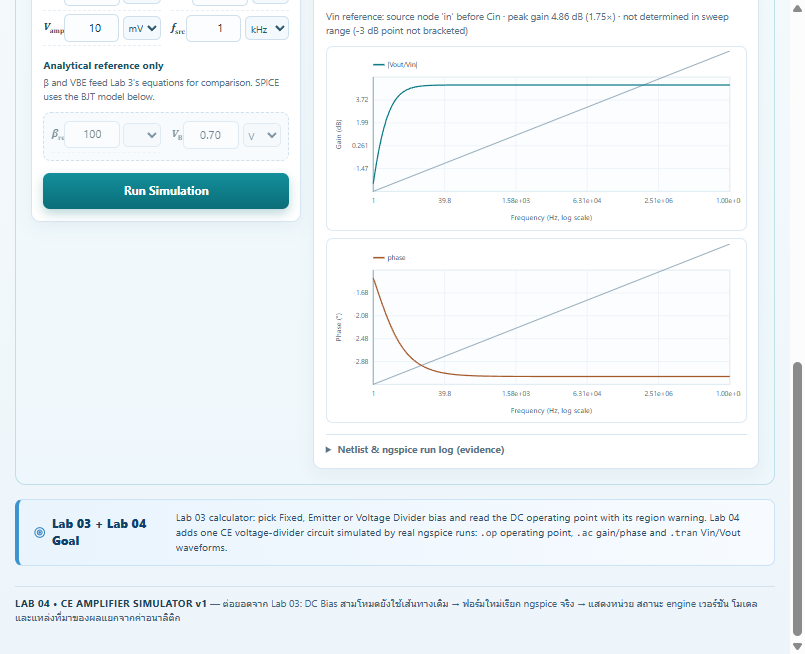 Vin reference: source node 'in' before Cin · peak gain 4.86 dB (1.75×) · not determined in sweep
range (-3 dB point not bracketed)
Vamp 10 mV fsrc 1 kHz
Analytical reference only
β and VBE feed Lab 3's equations for comparison. SPICE
uses the BJT model below.
100 0.70 V
Run Simulation
|Vout/Vin|
3.72
1.99
0.261
-1.47
Gain (dB)
1 39.8 1.58e+03 6.31e+04 2.51e+06 1.00e+0
Frequency (Hz, log scale)
phase
-1.68
-2.08
-2.48
-2.88
Phase (°)
1 39.8 1.58e+03 6.31e+04 2.51e+06 1.00e+0
Frequency (Hz, log scale)
Netlist & ngspice run log (evidence)
Lab 03 + Lab 04
Goal
Lab 03 calculator: pick Fixed, Emitter or Voltage Divider bias and read the DC operating point with its region warning. Lab 04
adds one CE voltage-divider circuit simulated by real ngspice runs: .op operating point, .ac gain/phase and .tran Vin/Vout
waveforms.
LAB 04 • CE AMPLIFIER SIMULATOR v1 — ต่อยอดจาก Lab 03: DC Bias สามโหมดยังใช้เส้นทางเดิม → ฟอร์มใหม่เรียก ngspice จริง → แสดงหน่วย สถานะ engine เวอร์ชัน โมเดล
และแหล่งที่มาของผลแยกจากค่าอนาลิติก